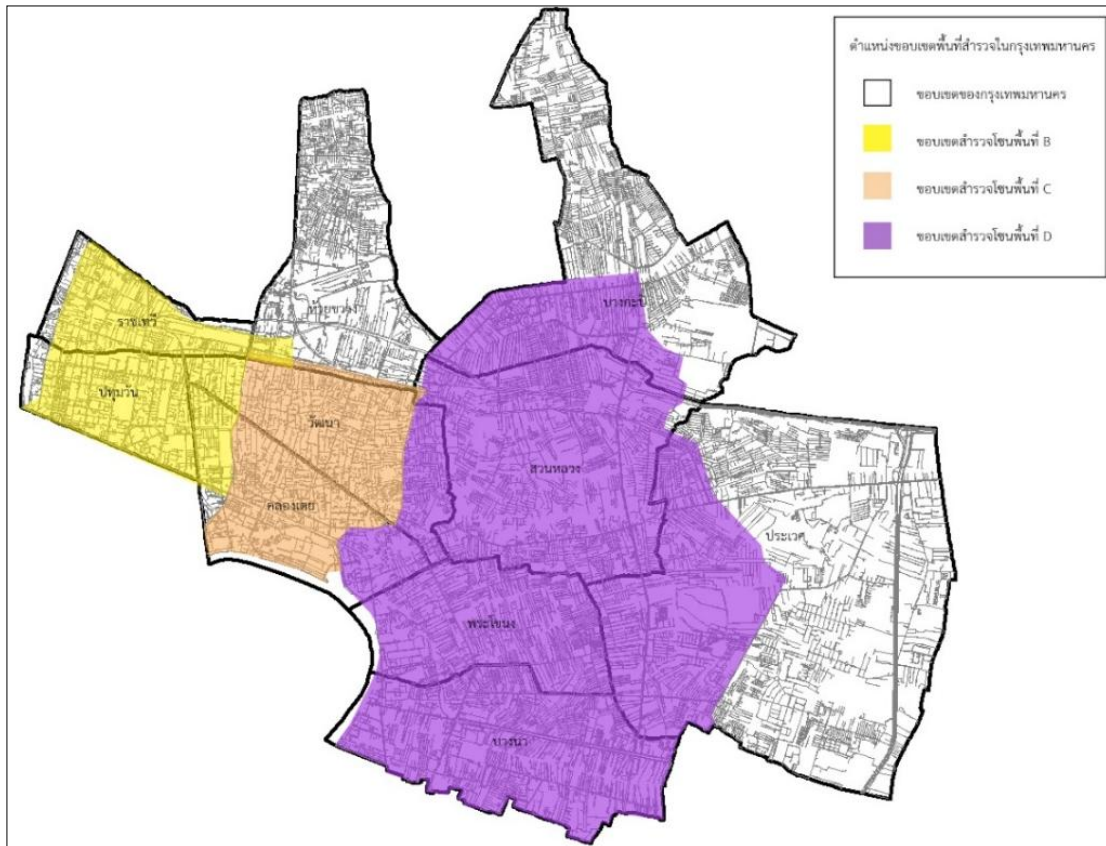 ตำแหน่งขอบเขตพื้นที่สำรวจในกรุงเทพมหานคร
ขอบเขตของกรุงเทพมหานคร
ขอบเขตสำรวจโซนพื้นที่ B
ขอบเขตสำรวจโซนพื้นที่ C
ขอบเขตสำรวจโซนพื้นที่ D
บางกะปิ
ห้วยขวาง
ราชเทวี
ปทุมวัน
วัฒนา
สวนหลวง
คลองเตย
ประเวศ
พระโขนง
บางนา